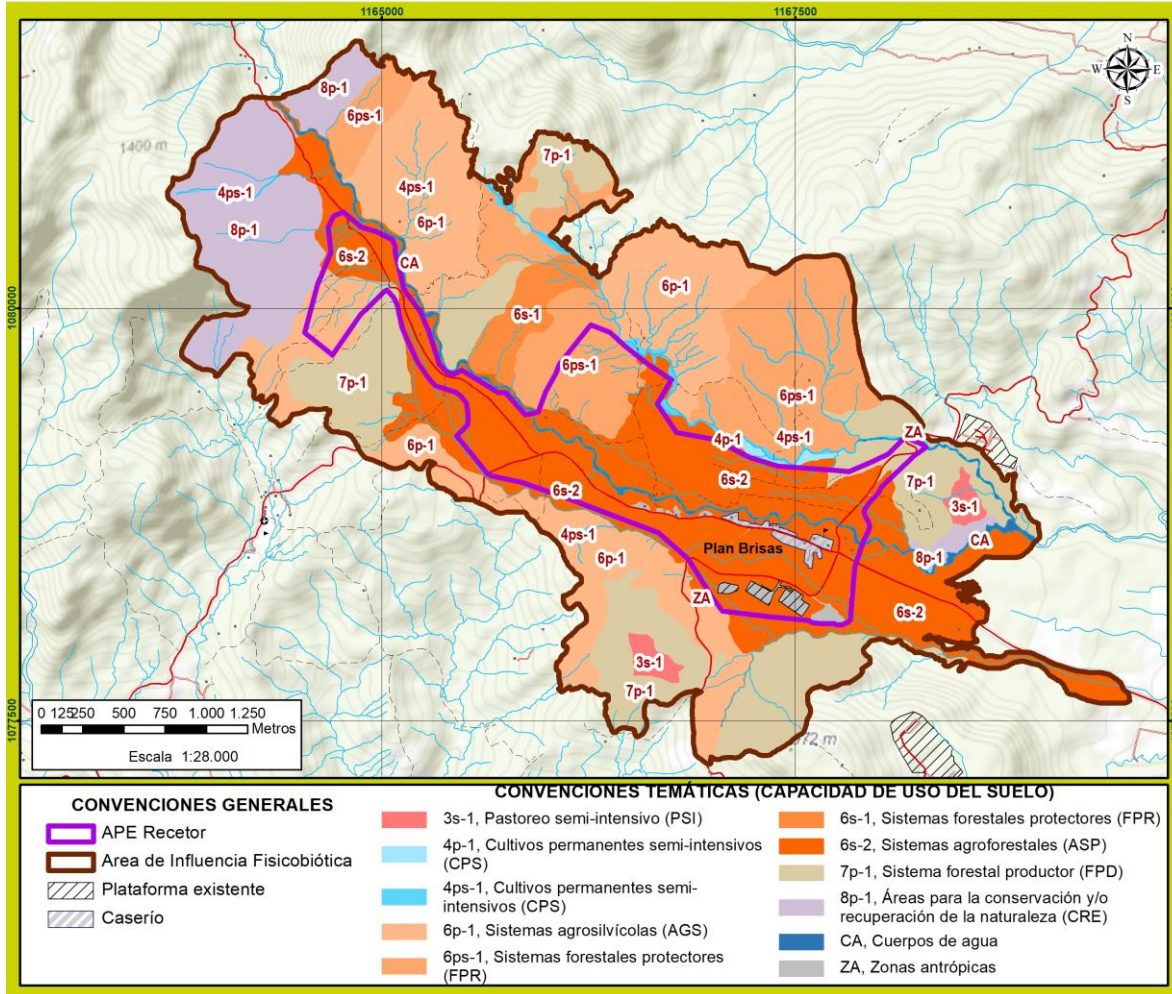 1165000
1167500
N
W E
S
8p-1
6ps-1
1400 m
7p-1
4ps-1
4ps-1
6p-1
8p-1
6s-2
CA
6p-1
1080000
6s-1
6ps-1
7p-1
6ps-1
4p-1
4ps-1
ZA
6p-1
7p-1
6s-2
6s-2
3s-1
4ps-1
CA
Plan Brisas
6p-1
8p-1
ZA
6s-2
3s-1
7p-1
1077500
72 m
0 125250 500 750 1.000 1.250
Metros
Escala 1:28.000
CONVENCIONES GENERALES
APE Recetor
Area de Influencia Fisicobiótica
Plataforma existente
Caserío
CONVENCIONES TEMÁTICAS (CAPACIDAD DE USO DEL SUELO)
3s-1, Pastoreo semi-intensivo (PSI)
4p-1, Cultivos permanentes semi-intensivos
(CPS)
4ps-1, Cultivos permanentes semi-
intensivos (CPS)
6p-1, Sistemas agrosilvícolas (AGS)
6ps-1, Sistemas forestales protectores
(FPR)
6s-1, Sistemas forestales protectores (FPR)
6s-2, Sistemas agroforestales (ASP)
7p-1, Sistema forestal productor (FPD)
8p-1, Áreas para la conservación y/o
recuperación de la naturaleza (CRE)
CA, Cuerpos de agua
ZA, Zonas antrópicas